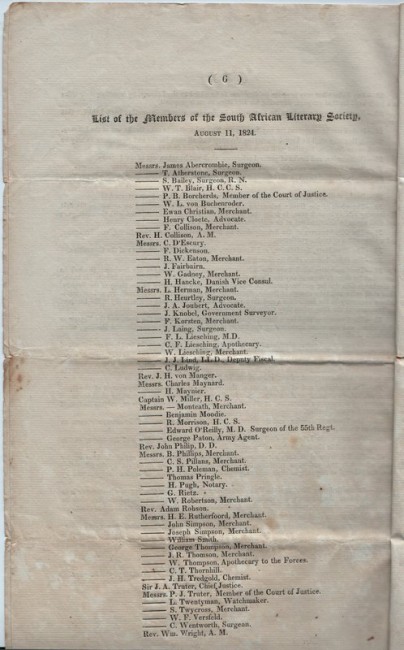 ( 6 )
List of the Members of the South African Literary Society,
AUGUST 11, 1824.
Messrs. James Abercrombie, Surgeon.
——— T. Atherstone, Surgeon.
——— S. Bailey, Surgeon, R. N.
——— W. T. Blair, H. C. C. S.
——— P. B. Borcherds, Member of the Court of Justice.
——— W. L. von Buchenroder.
——— Ewan Christian, Merchant.
——— Henry Cloete, Advocate.
——— F. Collison, Merchant.
Rev. H. Collison, A. M.
Messrs. C. D'Escury.
——— F. Dickenson.
——— R. W. Eaton, Merchant.
——— J. Fairbairn.
——— W. Gadney, Merchant.
——— H. Hancke, Danish Vice Consul.
Messrs. L. Herman, Merchant.
——— R. Heurtley, Surgeon.
——— J. A. Joubert, Advocate.
——— J. Knobel, Government Surveyor.
——— F. Korsten, Merchant.
——— J. Laing, Surgeon.
——— F. L. Liesching, M.D.
——— C. F. Liesching, Apothecary.
——— W. Liesching, Merchant.
——— J. J. Lind, LL.D., Deputy Fiscal.
——— C. Ludwig.
Rev. J. H. von Manger.
Messrs. Charles Maynard.
——— H. Maynier.
Captain W. Miller, H. C. S.
Messrs. — Monteath, Merchant.
——— Benjamin Moodie.
——— R. Morrison, H. C. S.
——— Edward O'Reilly, M. D. Surgeon of the 55th Regt.
——— George Paton, Army Agent.
Rev. John Philip, D. D.
Messrs. B. Phillips, Merchant.
——— C. S. Pillans, Merchant.
——— P. H. Poleman, Chemist.
——— Thomas Pringle.
——— H. Pugh, Notary.
——— G. Rietz.
——— W. Robertson, Merchant.
Rev. Adam Robson.
Messrs. H. E. Rutherfoord, Merchant.
——— John Simpson, Merchant.
——— Joseph Simpson, Merchant.
——— William Smith.
——— George Thompson, Merchant.
——— J. R. Thomson, Merchant.
——— W. Thompson, Apothecary to the Forces.
——— C. T. Thornhill.
——— J. H. Tredgold, Chemist.
Sir J. A. Truter, Chief Justice.
Messrs. P. J. Truter, Member of the Court of Justice.
——— L. Twentyman, Watchmaker.
——— S. Twycross, Merchant.
——— W. F. Versfeld.
——— C. Wentworth, Surgeon.
Rev. Wm. Wright, A. M.